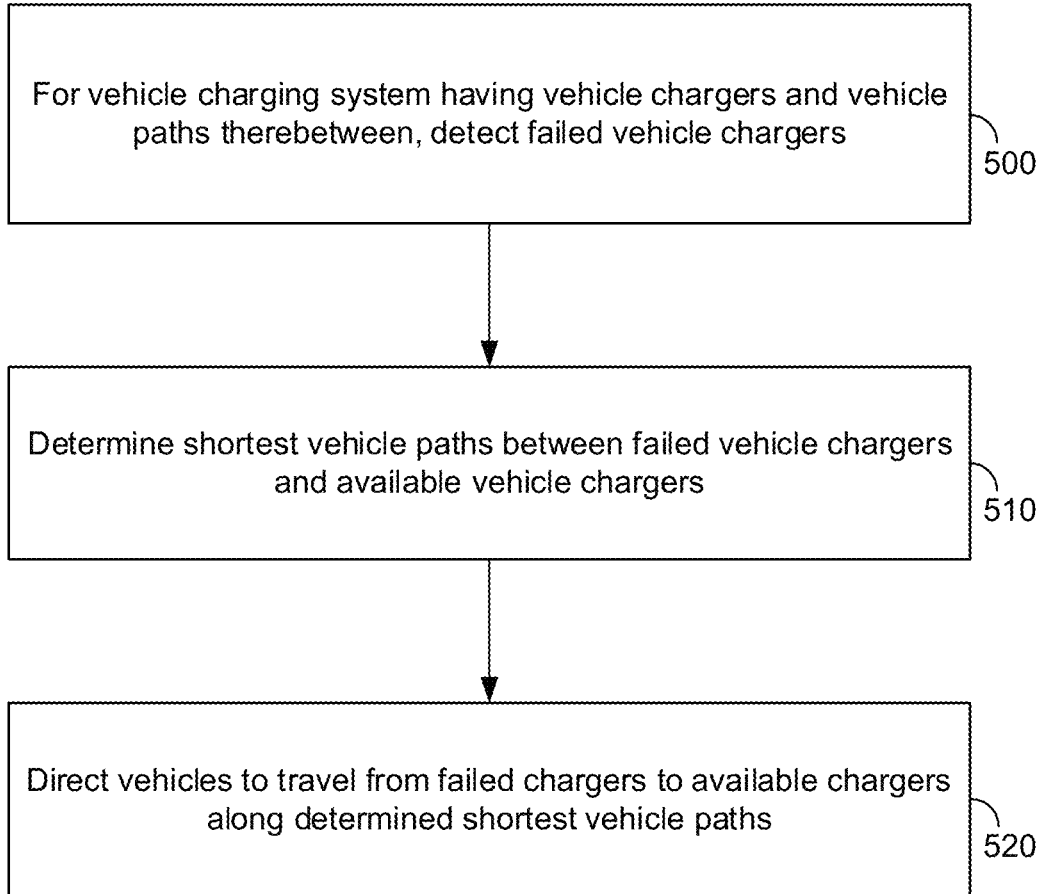 For vehicle charging system having vehicle chargers and vehicle
paths therebetween, detect failed vehicle chargers
500
Determine shortest vehicle paths between failed vehicle chargers
and available vehicle chargers
510
Direct vehicles to travel from failed chargers to available chargers
along determined shortest vehicle paths
520